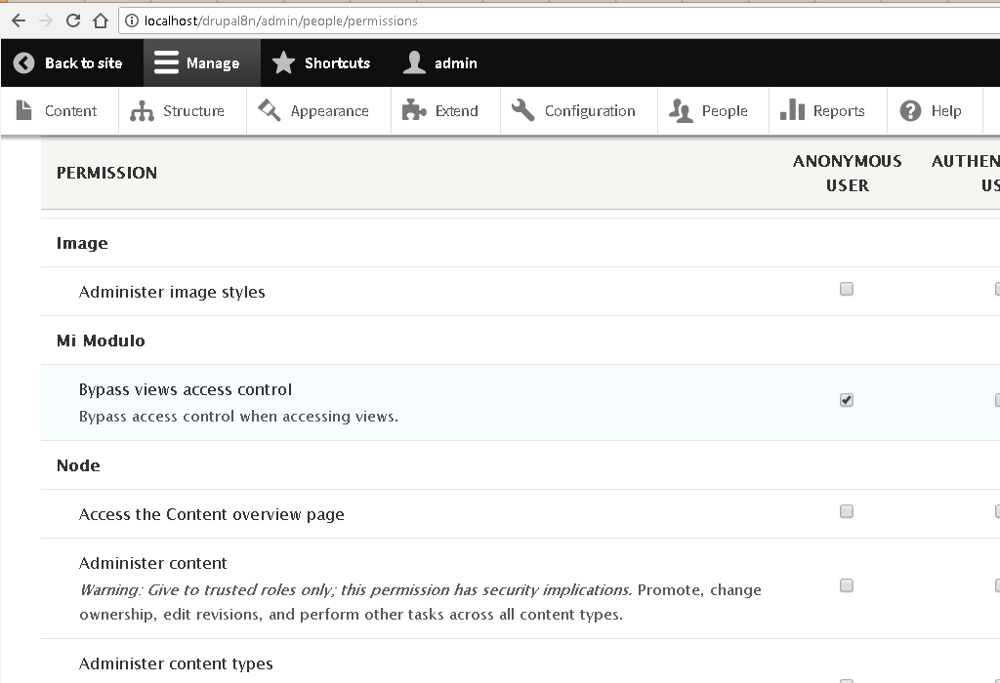 localhost/drupal8n/admin/people/permissions
Back to site Manage Shortcuts admin
Content Structure Appearance Extend Configuration People Reports Help
PERMISSION ANONYMOUS USER AUTHEN
US
Image
Administer image styles
Mi Modulo
Bypass views access control
Bypass access control when accessing views.
Node
Access the Content overview page
Administer content
Warning: Give to trusted roles only; this permission has security implications. Promote, change
ownership, edit revisions, and perform other tasks across all content types.
Administer content types